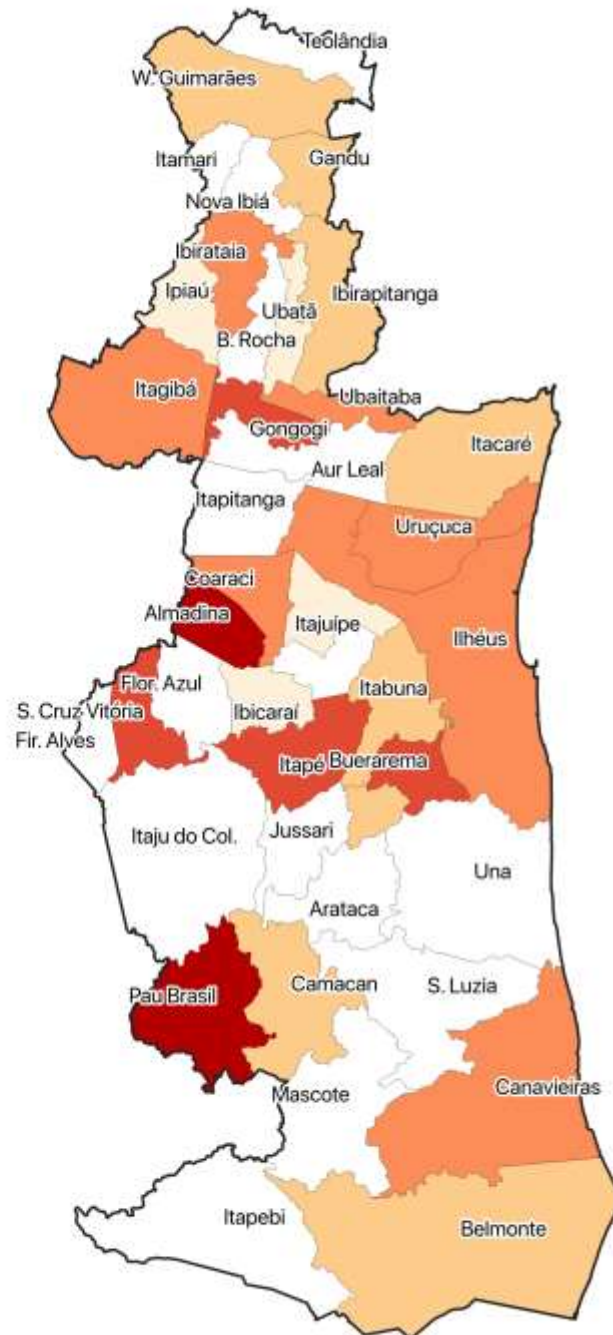 Teolândia
W. Guimarães
Itamari
Gandu
Nova Ibiá
Ibirataia
Ipiaú
Ibirapitanga
Ubatã
B. Rocha
Itagibá
Ubaitaba
Gongogi
Itacaré
Aur Leal
Itapitanga
Uruçuca
Coaraci
Almadina
Itajuípe
Ilhéus
Flor. Azul
Itabuna
S. Cruz Vitória
Ibicaraí
Fir. Alves
Itapé
Buerarema
Itaju do Col.
Jussari
Una
Arataca
Pau Brasil
Camacan
S. Luzia
Canavieiras
Mascote
Itapebi
Belmonte